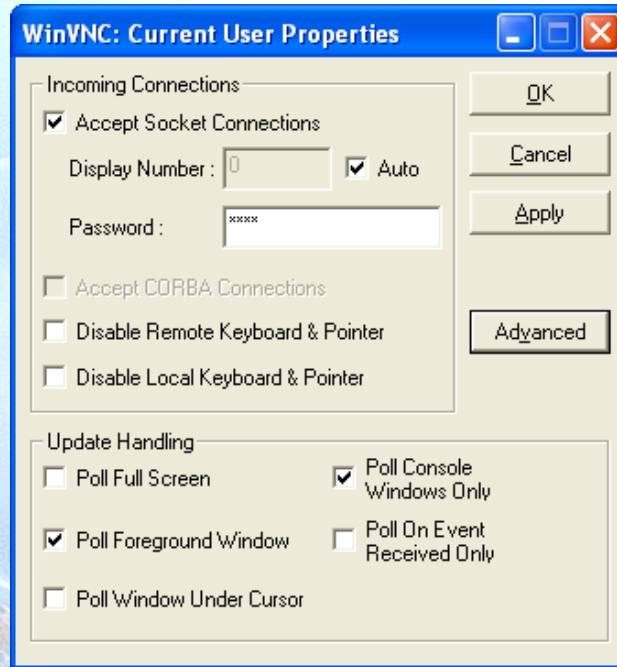 WinVNC: Current User Properties
Incoming Connections
Accept Socket Connections
Display Number : 0 Auto
Password : ****
Accept CORBA Connections
Disable Remote Keyboard & Pointer
Disable Local Keyboard & Pointer
OK
Cancel
Apply
Advanced
Update Handling
Poll Full Screen
Poll Console
Windows Only
Poll Foreground Window
Poll On Event
Received Only
Poll Window Under Cursor